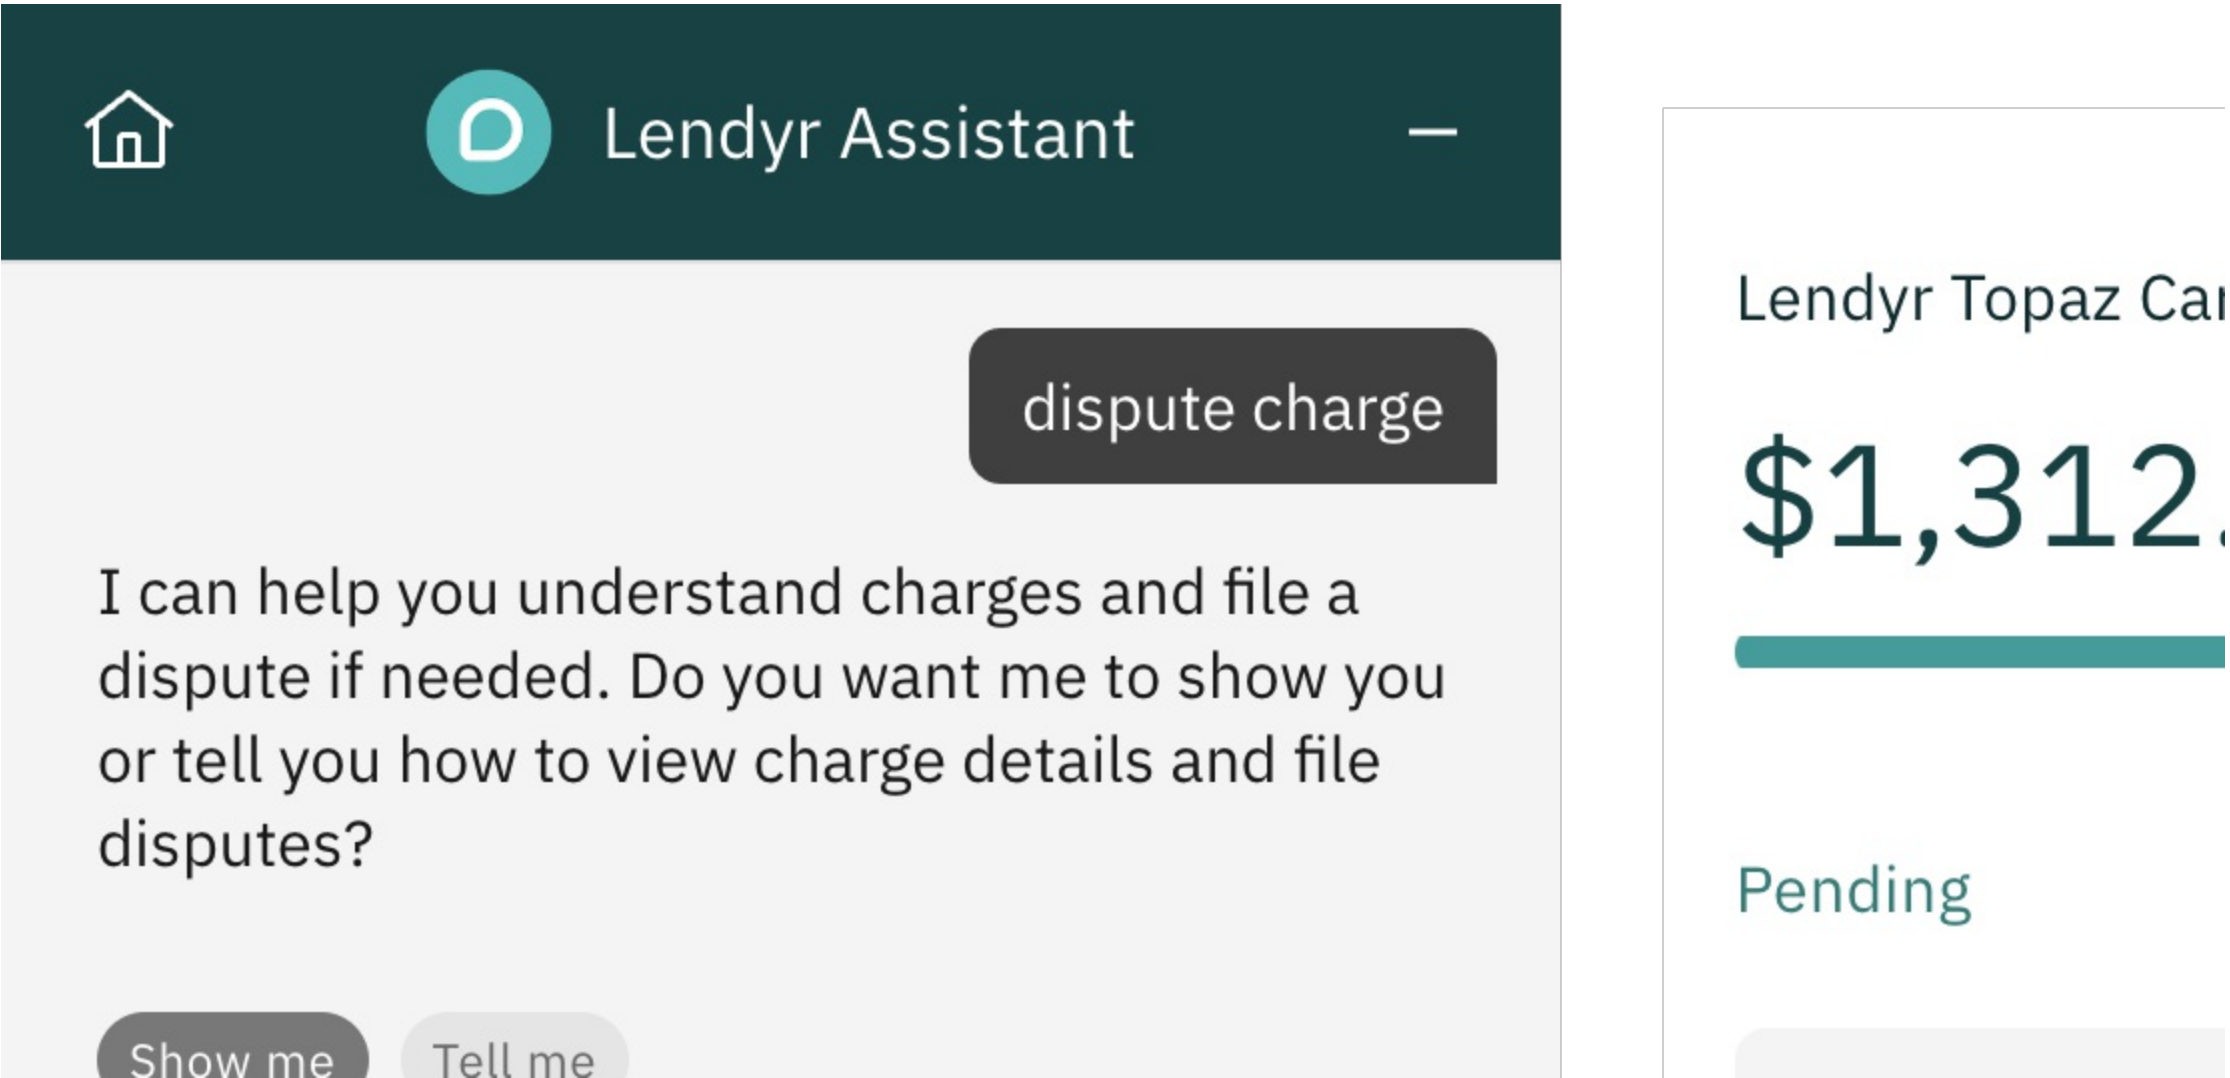 Lendyr Assistant
dispute charge
I can help you understand charges and file a
dispute if needed. Do you want me to show you
or tell you how to view charge details and file
disputes?
Show me
Tell me
Lendyr Topaz
$1,312.
Pending